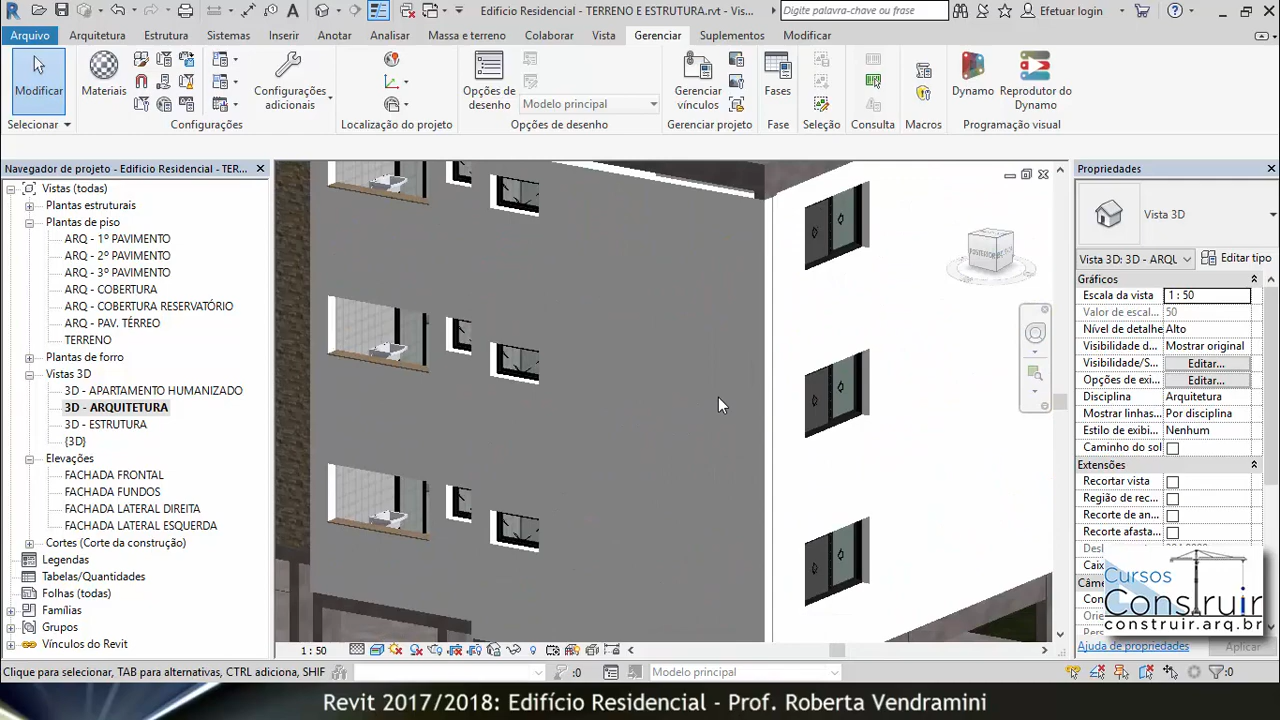 Edificio Residencial - TERRENO E ESTRUTURA.rvt - Vis...
Digite palavra-chave ou frase
Efetuar login
Arquivo
Arquitetura
Estrutura
Sistemas
Inserir
Anotar
Analisar
Massa e terreno
Colaborar
Vista
Gerenciar
Suplementos
Modificar
Modificar
Materiais
Configurações adicionais
Opções de desenho
Modelo principal
Gerenciar vínculos
Fases
Dynamo
Reprodutor do Dynamo
Selecionar
Configurações
Localização do projeto
Opções de desenho
Gerenciar projeto
Fase
Seleção
Consulta
Macros
Programação visual
Navegador de projeto - Edificio Residencial - TER...
Vistas (todas)
Plantas estruturais
Plantas de piso
ARQ - 1º PAVIMENTO
ARQ - 2º PAVIMENTO
ARQ - 3º PAVIMENTO
ARQ - COBERTURA
ARQ - COBERTURA RESERVATÓRIO
ARQ - PAV. TÉRREO
TERRENO
Plantas de forro
Vistas 3D
3D - APARTAMENTO HUMANIZADO
3D - ARQUITETURA
3D - ESTRUTURA
{3D}
Elevações
FACHADA FRONTAL
FACHADA FUNDOS
FACHADA LATERAL DIREITA
FACHADA LATERAL ESQUERDA
Cortes (Corte da construção)
Legendas
Tabelas/Quantidades
Folhas (todas)
Famílias
Grupos
Vínculos do Revit
Propriedades
Vista 3D
Vista 3D: 3D - ARQU
Editar tipo
Gráficos
Escala da vista 1 : 50
Valor de escal... 50
Nível de detalhe Alto
Visibilidade d... Mostrar original
Visibilidade/S... Editar...
Opções de exi... Editar...
Disciplina Arquitetura
Mostrar linhas... Por disciplina
Estilo de exibi... Nenhum
Caminho do sol
Extensões
Recortar vista
Região de rec...
Recorte de an...
Recorte afasta...
Ajuda de propriedades
Aplicar
Cursos
Construir
construir.arq.br
1 : 50
Clique para selecionar, TAB para alternativas, CTRL adiciona, SHIF
:0
Modelo principal
:0
Revit 2017/2018: Edifício Residencial - Prof. Roberta Vendramini